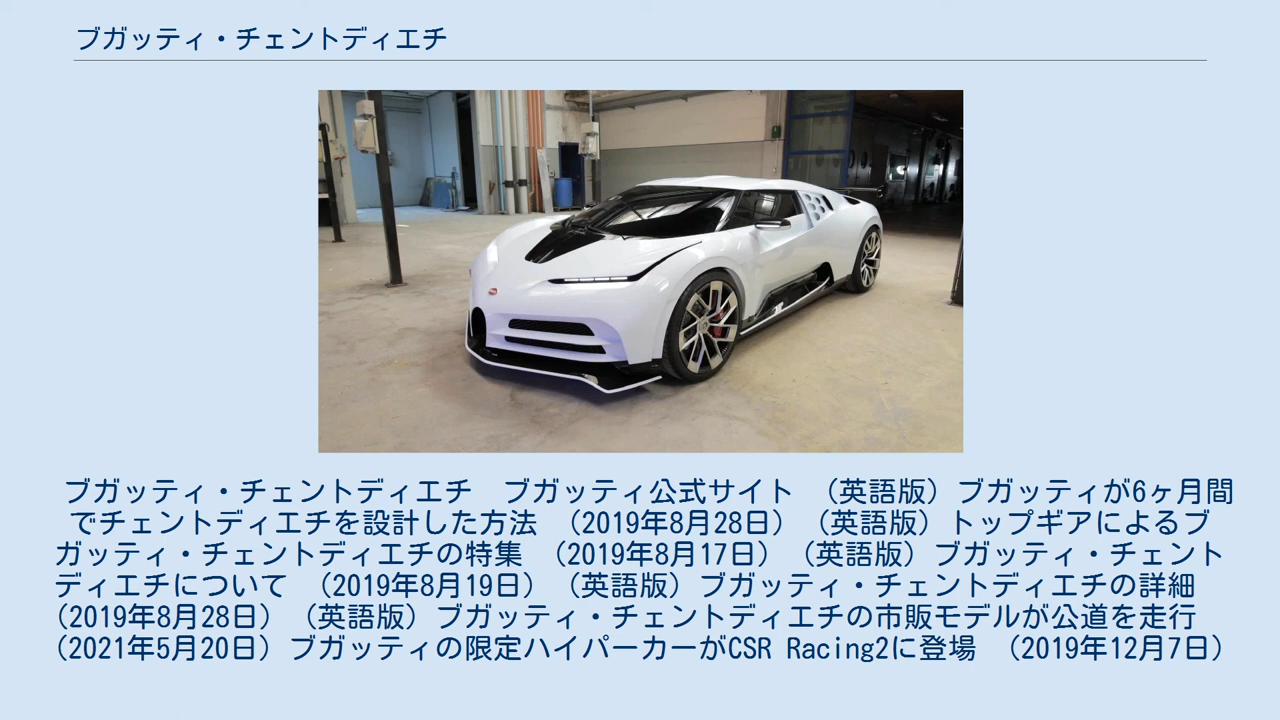 ブガッティ・チェントディエチ
ブガッティ・チェントディエチ　ブガッティ公式サイト　（英語版）ブガッティが6ヶ月間
でチェントディエチを設計した方法　（2019年8月28日）　（英語版）トップギアによるブ
ガッティ・チェントディエチの特集　（2019年8月17日）　（英語版）ブガッティ・チェント
ディエチについて　（2019年8月19日）　（英語版）ブガッティ・チェントディエチの詳細
（2019年8月28日）　（英語版）ブガッティ・チェントディエチの市販モデルが公道を走行
（2021年5月20日）ブガッティの限定ハイパーカーがCSR Racing2に登場　（2019年12月7日）